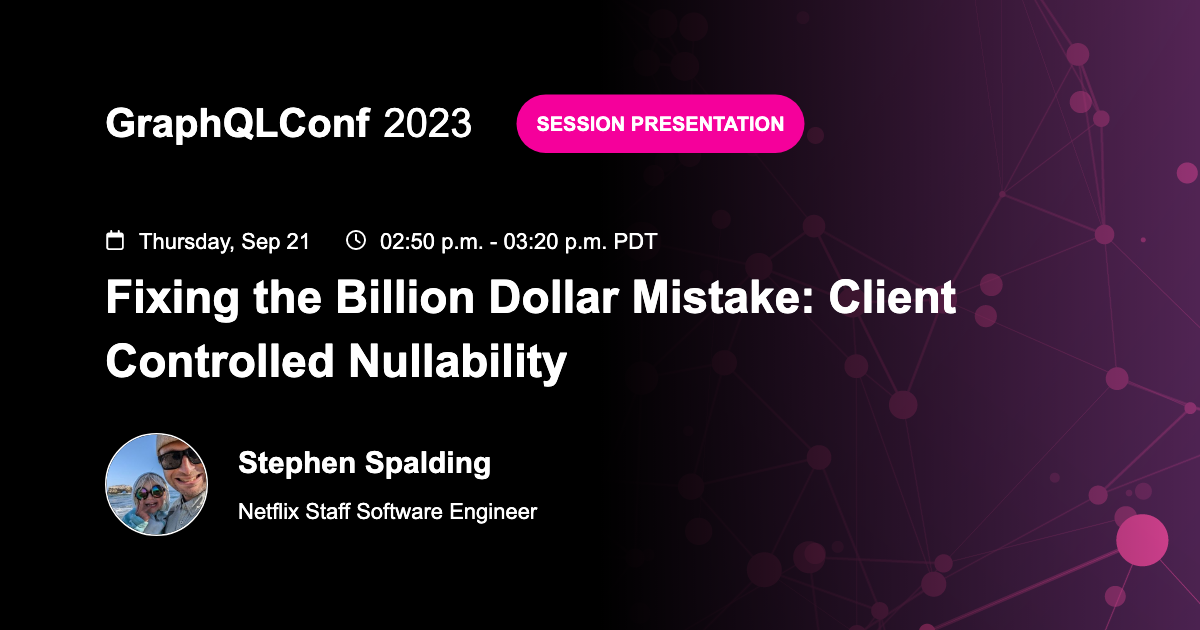 GraphQLConf 2023
SESSION PRESENTATION
Thursday, Sep 21
02:50 p.m. - 03:20 p.m. PDT
Fixing the Billion Dollar Mistake: Client
Controlled Nullability
Stephen Spalding
Netflix Staff Software Engineer